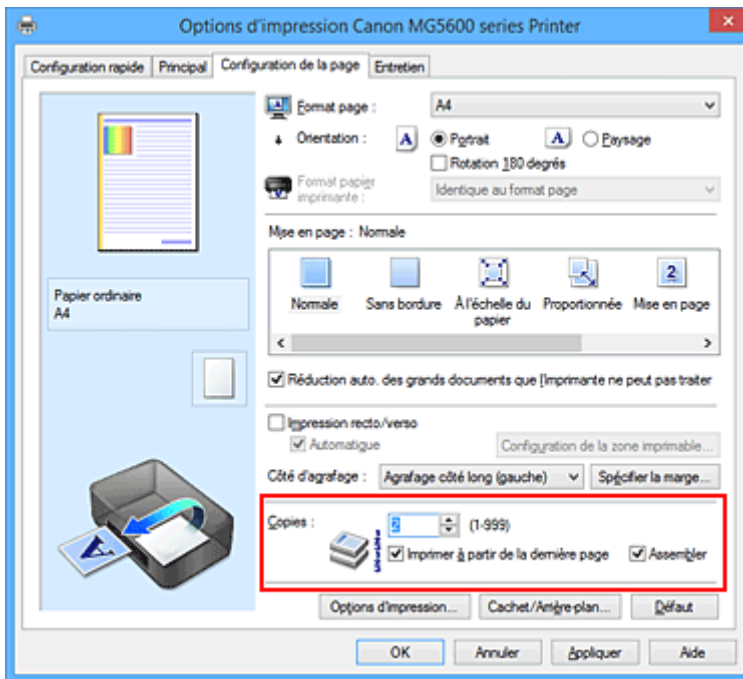 Options d'impression Canon MG5600 series Printer
Configuration rapide Principal Configuration de la page Entretien
Format page : A4
Orientation : A Portrait A Paysage
Rotation 180 degrés
Format papier imprimante : Identique au format page
Mise en page : Normale
Normale Sans bordure À l'échelle du papier Proportionnée Mise en page
Papier ordinaire
A4
Réduction auto. des grands documents que l'imprimante ne peut pas traiter
Impression recto/verso
Automatique Configuration de la zone imprimable...
Côté d'agrafage : Agrafage côté long (gauche) Spécifier la marge...
Copies : 2 (1-999)
Imprimer à partir de la dernière page Assembler
Options d'impression... Cachet/Arrière-plan... Défaut
OK Annuler Appliquer Aide